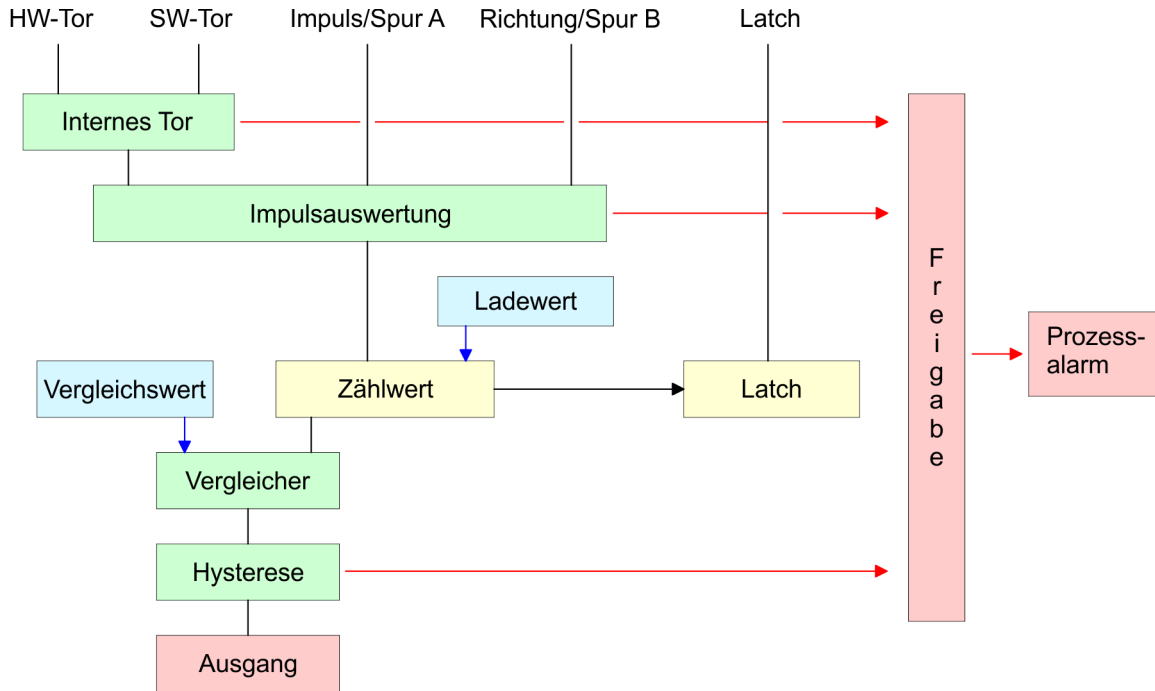 HW-Tor
SW-Tor
Impuls/Spur A
Richtung/Spur B
Latch
Internes Tor
Impulsauswertung
Ladewert
Vergleichswert
Zählwert
Latch
Vergleicher
Hysterese
Ausgang
F
r
e
i
g
a
b
e
Prozess-
alarm